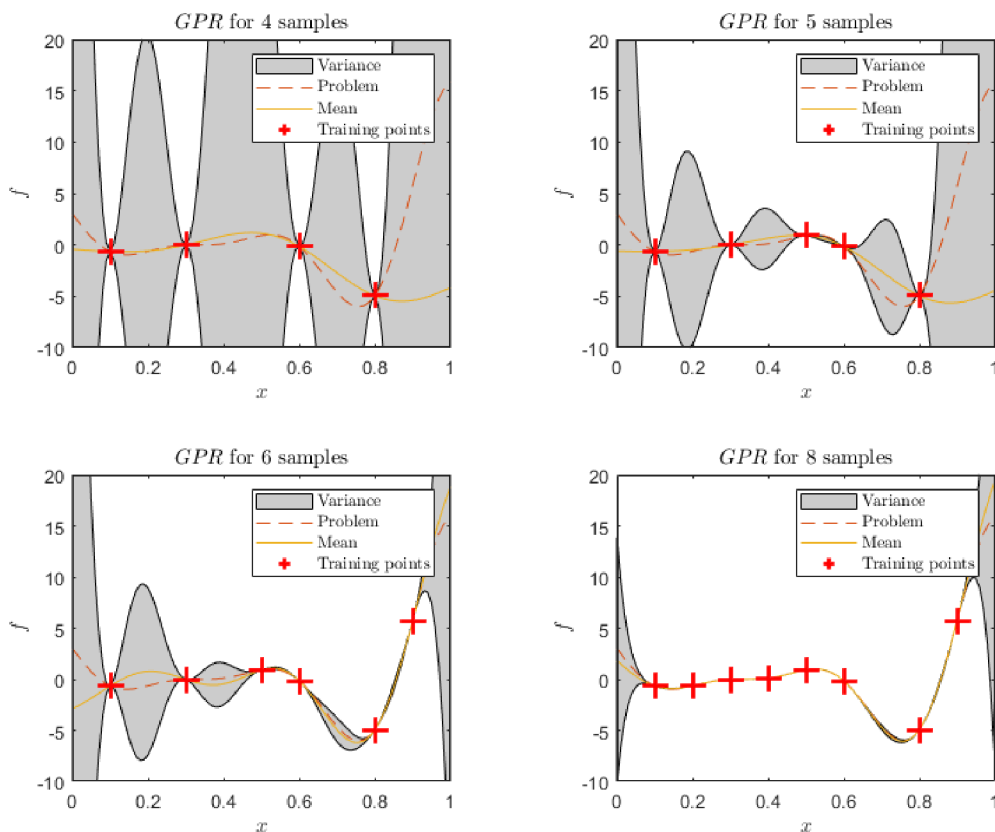 GPR for 4 samples
20
15
10
5
0
-5
-10
f
0
0.2
0.4
0.6
0.8
1
x
Variance
Problem
Mean
Training points
GPR for 5 samples
20
15
10
5
0
-5
-10
f
0
0.2
0.4
0.6
0.8
1
x
Variance
Problem
Mean
Training points
GPR for 6 samples
20
15
10
5
0
-5
-10
f
0
0.2
0.4
0.6
0.8
1
x
Variance
Problem
Mean
Training points
GPR for 8 samples
20
15
10
5
0
-5
-10
f
0
0.2
0.4
0.6
0.8
1
x
Variance
Problem
Mean
Training points